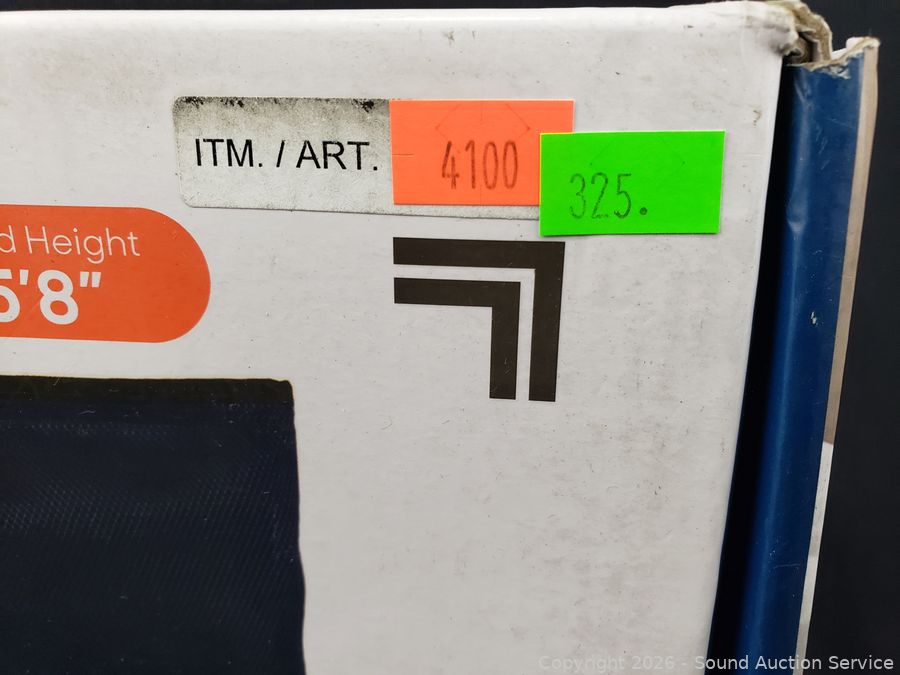 ITM. / ART.
4100
325.
d Height
5'8"
Copyright 2026 - Sound Auction Service